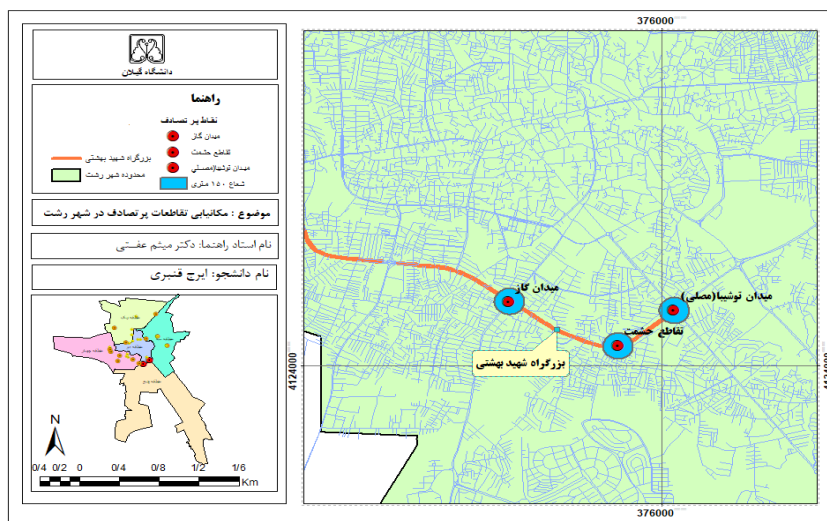 دانشگاه گیلان
راهنما
نقاط پر تصادف
میدان گاز
تقاطع حشمت
میدان توشیبا(مصلي)
شعاع ۱۵۰ متری
بزرگراه شهید بهشتی
محدوده شهر رشت
موضوع : مکانیابی تقاطعات پر تصادف در شهر رشت
نام استاد راهنما: دکتر میثم عفتی
نام دانشجو: ایرج قنبری
N
0/4 0/2 0 0/4 0/8 1/2 1/6
Km
376000
میدان گاز
میدان توشیبا(مصلی)
تقاطع حشمت
بزرگراه شهید بهشتی
4124000
4124000
376000